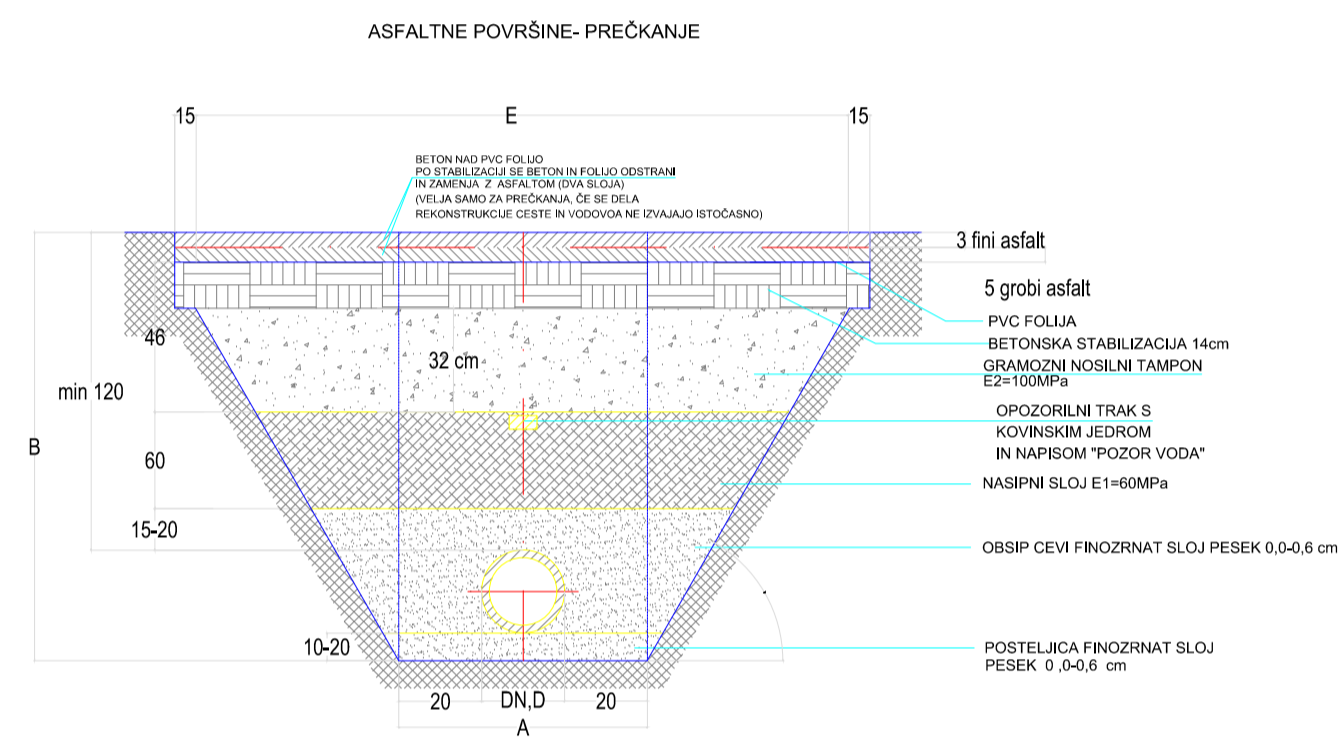 ASFALTNE POVRŠINE- PREČKANJE
15
E
15
BETON NAD PVC FOLIJO
PO STABILIZACIJI SE BETON IN FOLIJO ODSTRANI
IN ZAMENJA Z ASFALTOM (DVA SLOJA)
(VELJA SAMO ZA PREČKANJA, ČE SE DELA
REKONSTRUKCIJE CESTE IN VODOVOA NE IZVAJAJO ISTOČASNO)
3 fini asfalt
5 grobi asfalt
PVC FOLIJA
BETONSKA STABILIZACIJA 14cm
GRAMOZNI NOSILNI TAMPON
E2=100MPa
OPOZORILNI TRAK S
KOVINSKIM JEDROM
IN NAPISOM "POZOR VODA"
NASIPNI SLOJ E1=60MPa
OBSIP CEVI FINOZRNAT SLOJ PESEK 0,0-0,6 cm
POSTELJICA FINOZRNAT SLOJ
PESEK 0 ,0-0,6 cm
46
32 cm
min 120
B
60
15-20
10-20
20
DN,D
20
A